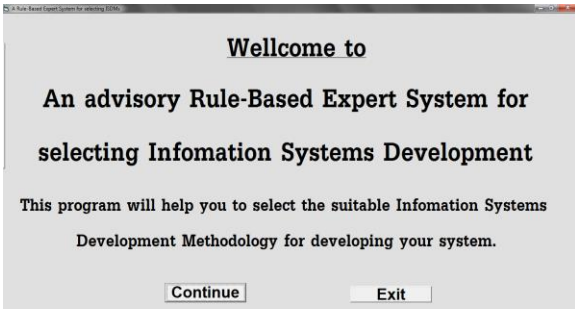 A Rule-Based Expert System for selecting ISDMs
Wellcome to
An advisory Rule-Based Expert System for
selecting Infomation Systems Development
This program will help you to select the suitable Infomation Systems
Development Methodology for developing your system.
Continue
Exit